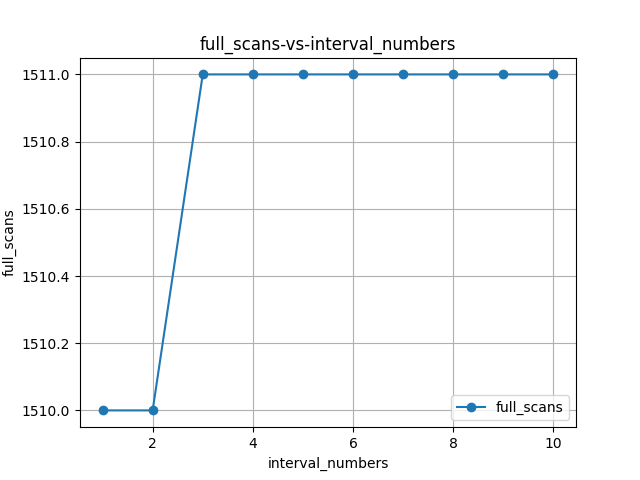 full_scans-vs-interval_numbers
1511.0
1510.8
1510.6
1510.4
1510.2
1510.0
full_scans
2 4 6 8 10
interval_numbers
full_scans